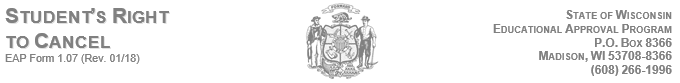 STUDENT'S RIGHT
TO CANCEL
EAP Form 1.07 (Rev. 01/18)
FORWARD
STATE OF WISCONSIN
EDUCATIONAL APPROVAL PROGRAM
P.O. BOX 8366
MADISON, WI 53708-8366
(608) 266-1996